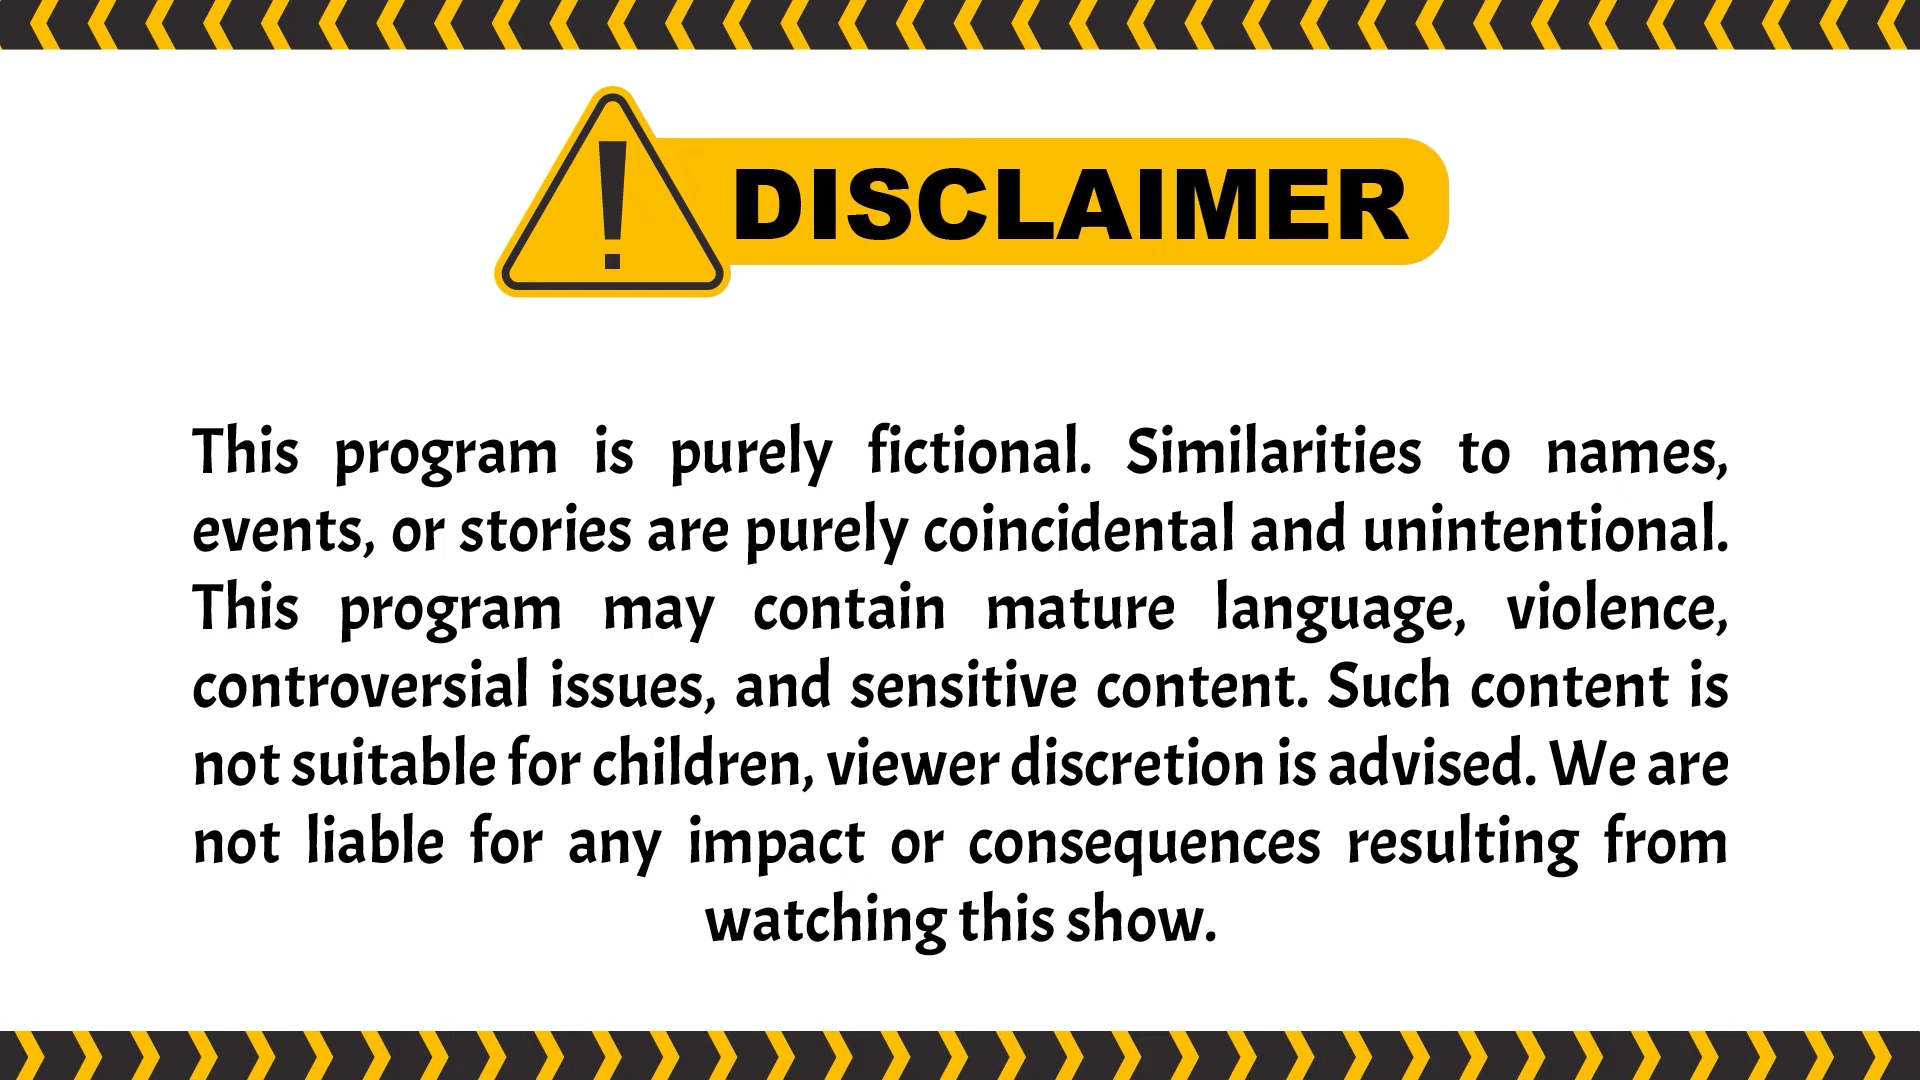 DISCLAIMER
This program is purely fictional. Similarities to names,
events, or stories are purely coincidental and unintentional.
This program may contain mature language, violence,
controversial issues, and sensitive content. Such content is
not suitable for children, viewer discretion is advised. We are
not liable for any impact or consequences resulting from
watching this show.